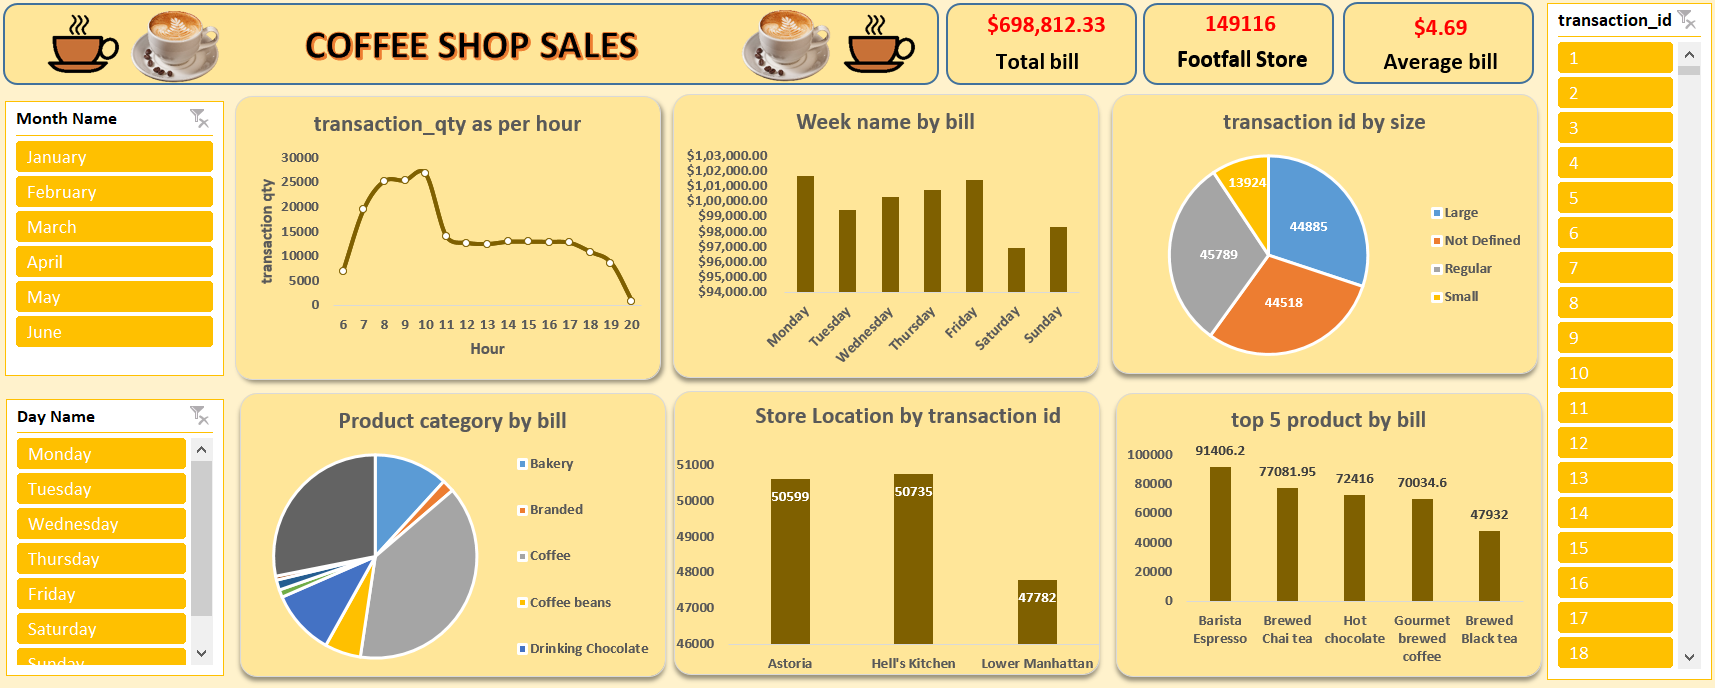 COFFEE SHOP SALES
$698,812.33
Total bill
149116
Footfall Store
$4.69
Average bill
transaction_id
1
2
3
4
5
6
7
8
9
10
11
12
13
14
15
16
17
18
Month Name
January
February
March
April
May
June
Day Name
Monday
Tuesday
Wednesday
Thursday
Friday
Saturday
Sunday
transaction_qty as per hour
transaction qty
30000
25000
20000
15000
10000
5000
0
6 7 8 9 10 11 12 13 14 15 16 17 18 19 20
Hour
Week name by bill
$1,03,000.00
$1,02,000.00
$1,01,000.00
$1,00,000.00
$99,000.00
$98,000.00
$97,000.00
$96,000.00
$95,000.00
$94,000.00
Monday Tuesday Wednesday Thursday Friday Saturday Sunday
transaction id by size
13924
44885
45789
44518
Large
Not Defined
Regular
Small
Product category by bill
Bakery
Branded
Coffee
Coffee beans
Drinking Chocolate
Store Location by transaction id
51000
50000
49000
48000
47000
46000
50599
50735
47782
Astoria Hell's Kitchen Lower Manhattan
top 5 product by bill
100000
80000
60000
40000
20000
0
91406.2
77081.95
72416
70034.6
47932
Barista Espresso
Brewed Chai tea
Hot chocolate
Gourmet brewed coffee
Brewed Black tea